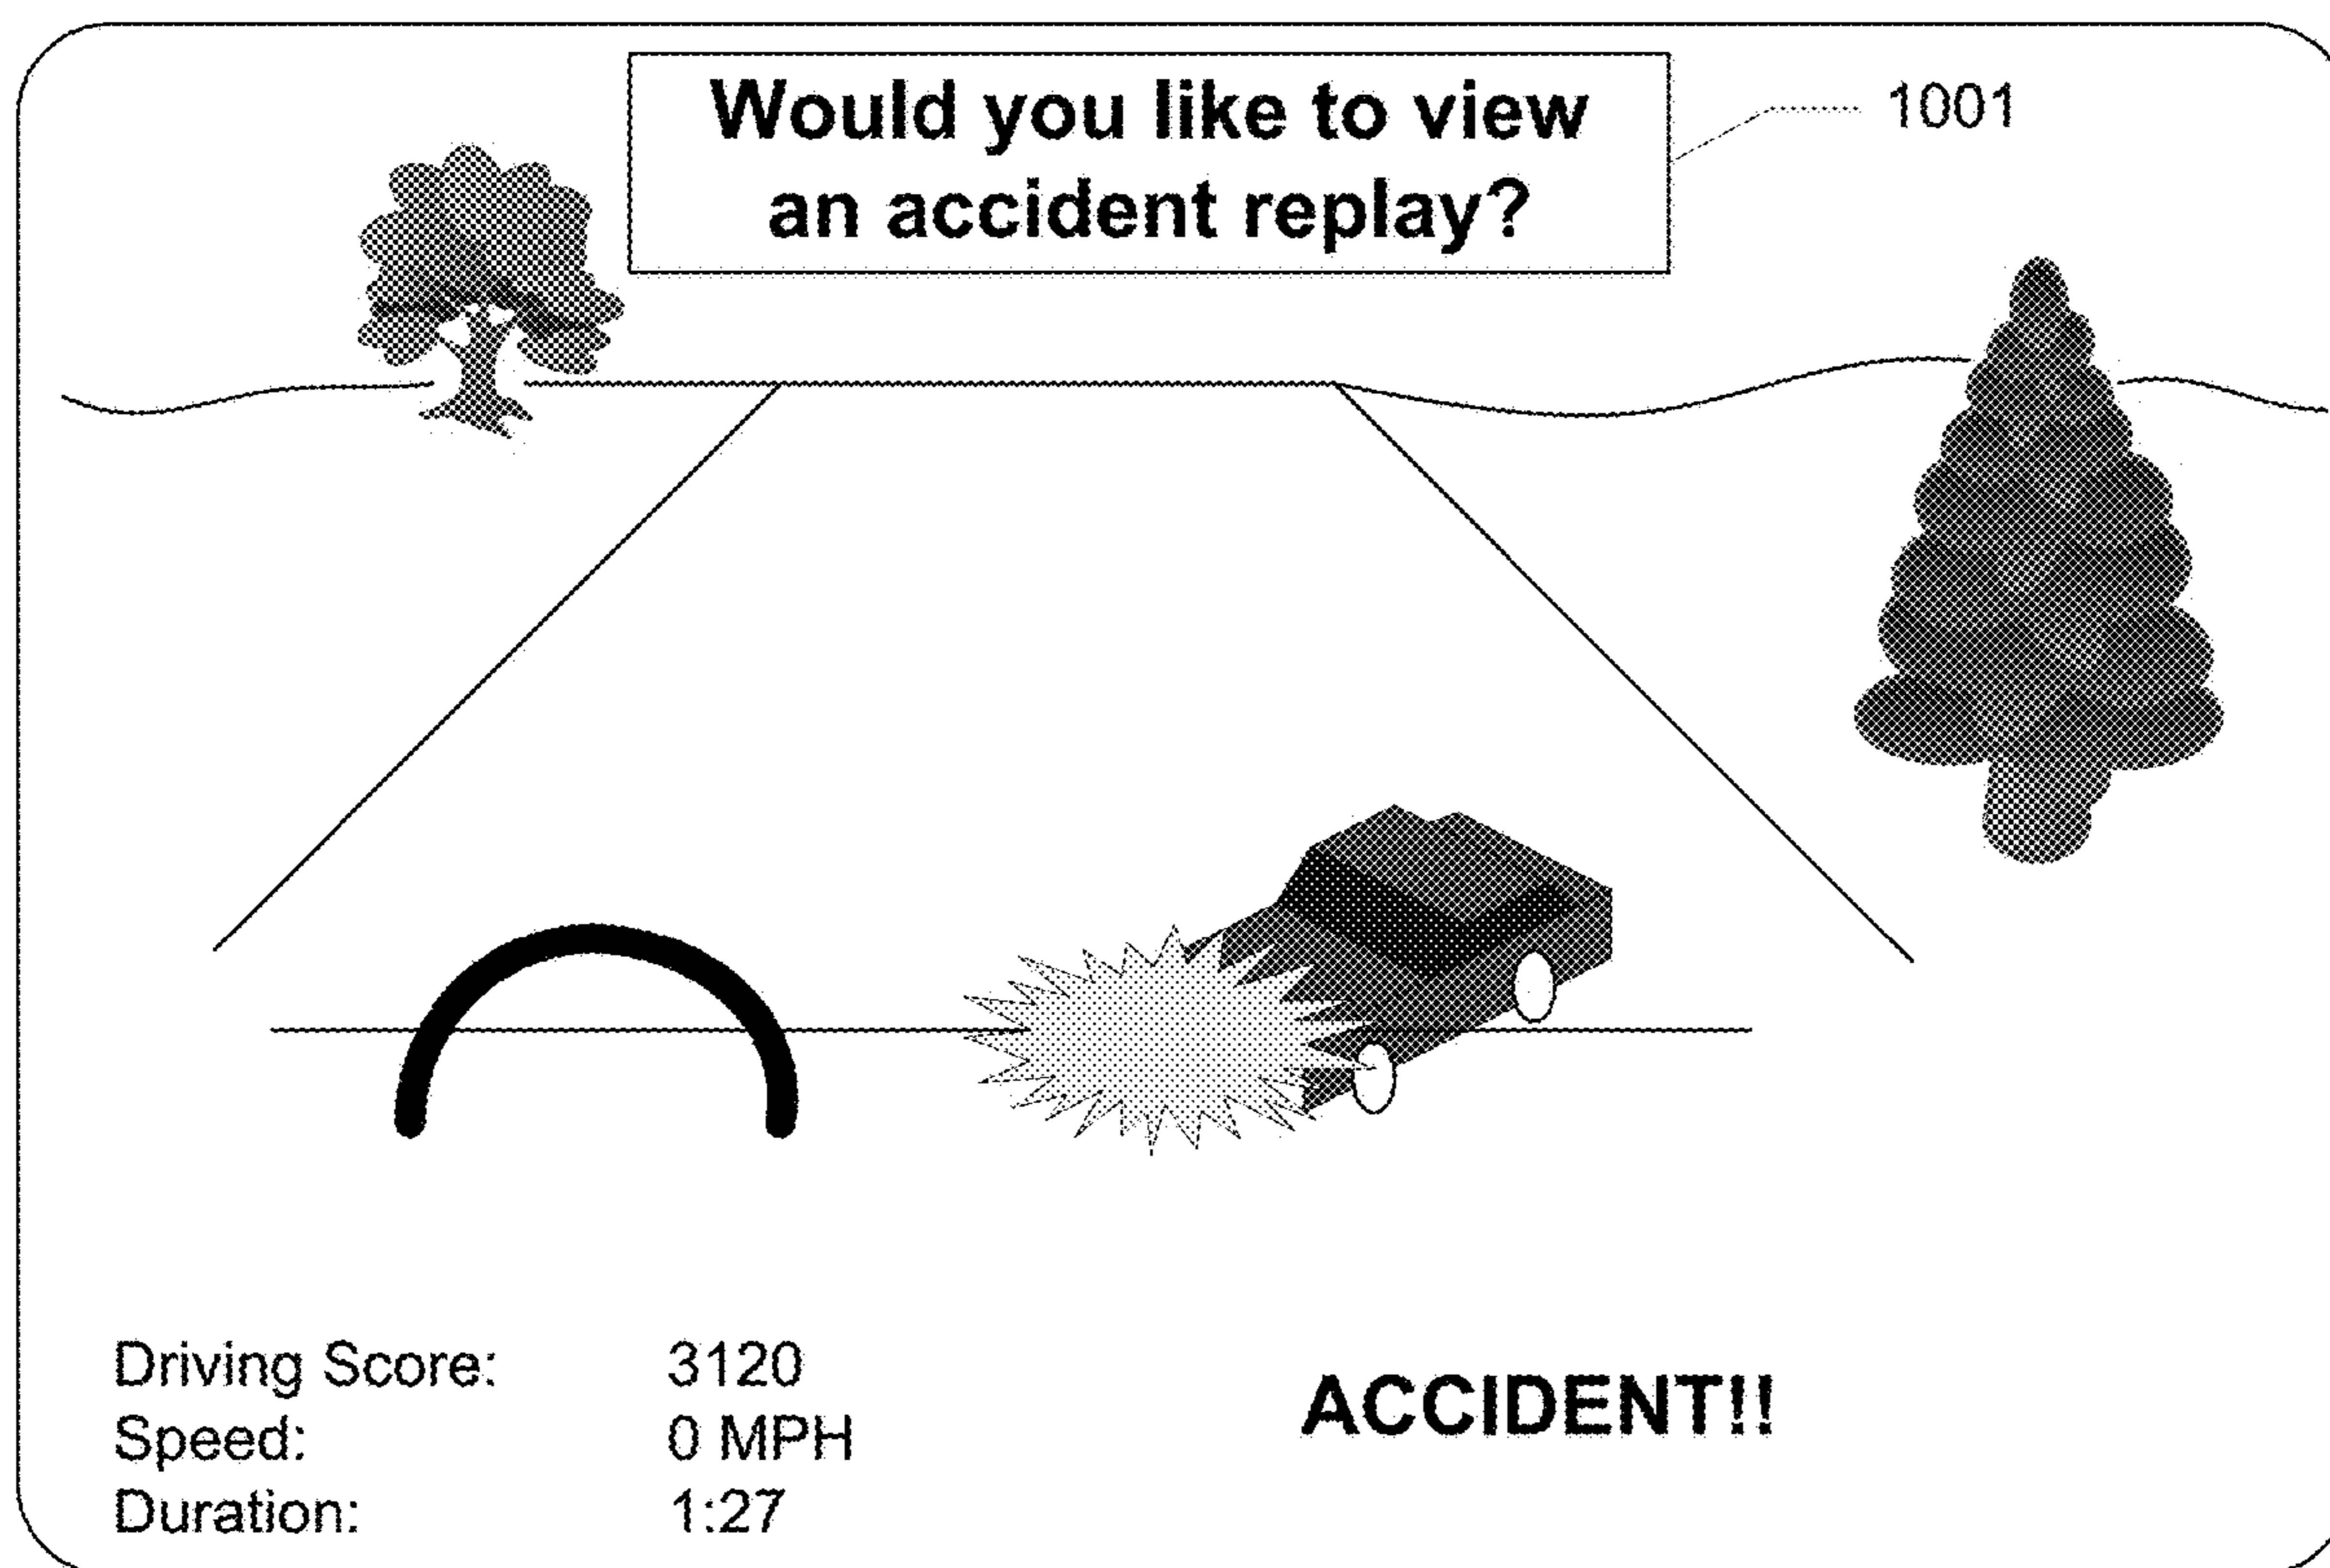 Would you like to view
an accident replay?
1001
Driving Score: 3120
Speed: 0 MPH
Duration: 1:27
ACCIDENT!!